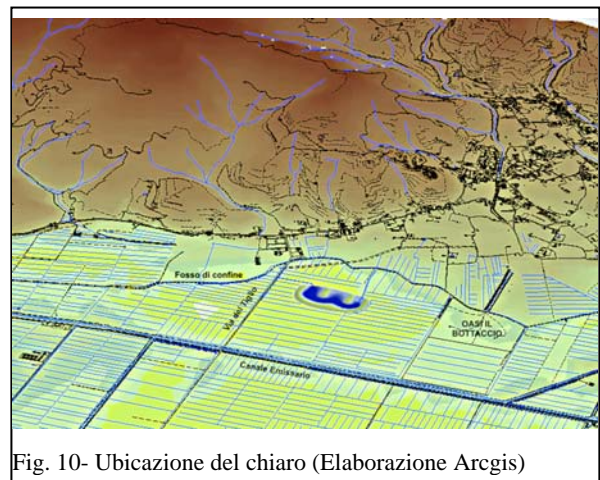 Fosso di confine
Via del Tiglio
OASI IL
BOTTACCIO
Canale Emissario
Fig. 10- Ubicazione del chiaro (Elaborazione Arcgis)